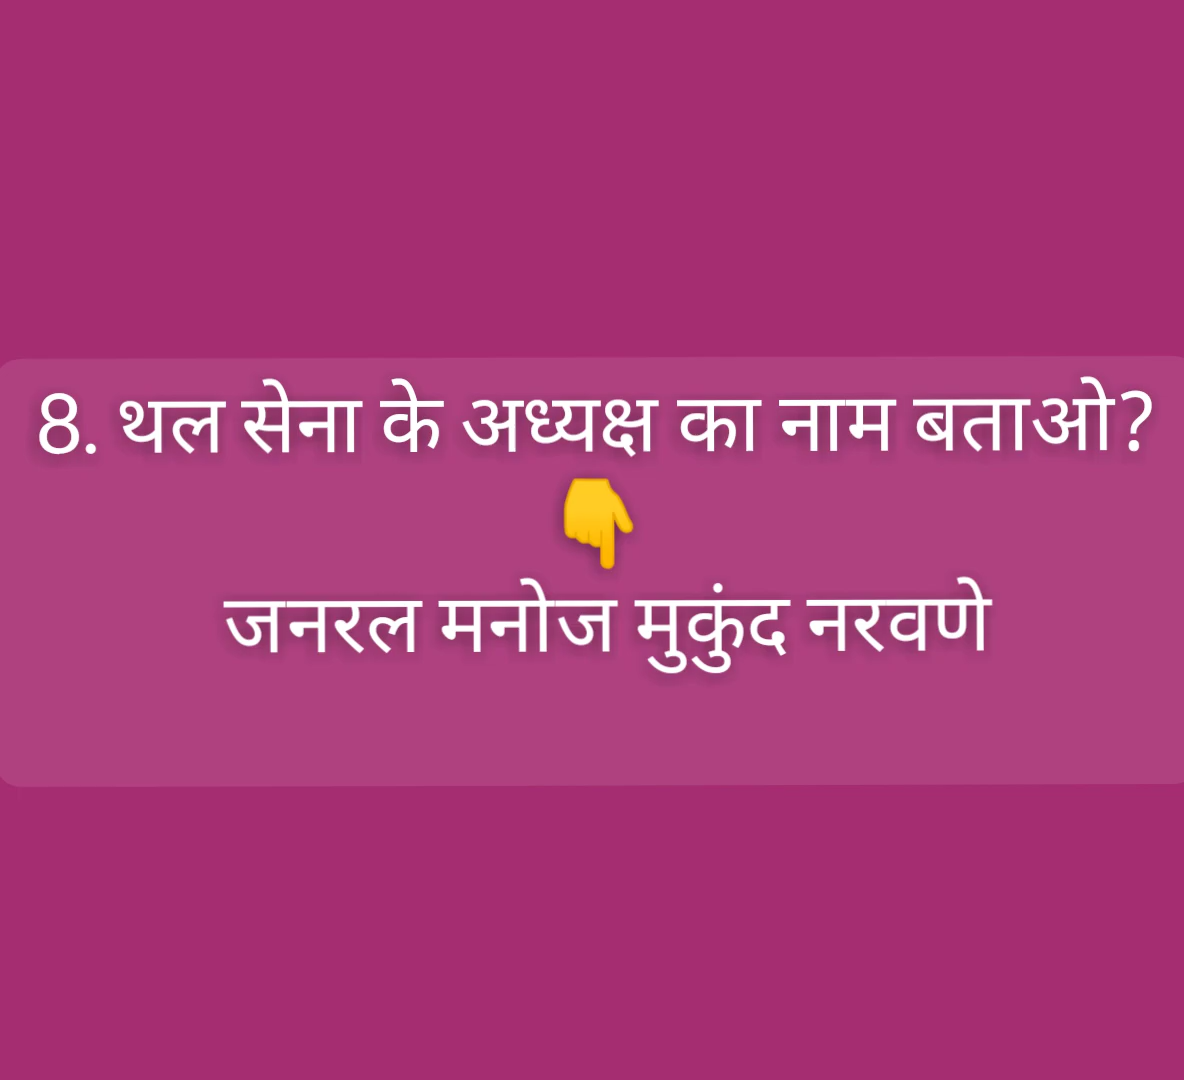 8. थल सेना के अध्यक्ष का नाम बताओ?
👇
जनरल मनोज मुकुंद नरवणे